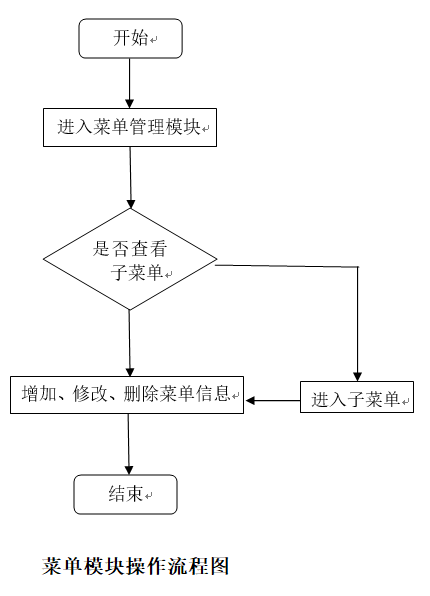 开始
进入菜单管理模块
是否查看
子菜单
增加、修改、删除菜单信息
进入子菜单
结束
菜单模块操作流程图